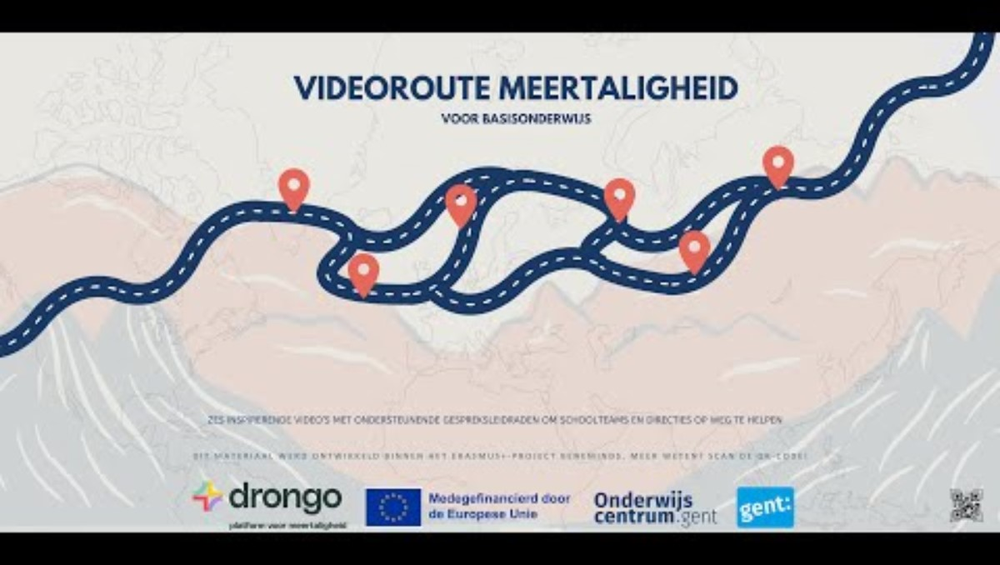 VIDEOROUTE MEERTALIGHEID
VOOR BASISONDERWIJS
ZES INSPIRERENDE VIDEO'S MET ONDERSTEUNENDE GESPREKSLEIDRADEN OM SCHOOLTEAMS EN DIRECTIES OP WEG TE HELPEN
DIT MATERIAAL WERD ONTWIKKELD BINNEN HET ERASMUS+-PROJECT MEER WETEN? SCAN DE QR-CODE!
drongo
platform voor meertaligheid
Medegefinancierd door
de Europese Unie
Onderwijs
centrum.gent
gent: